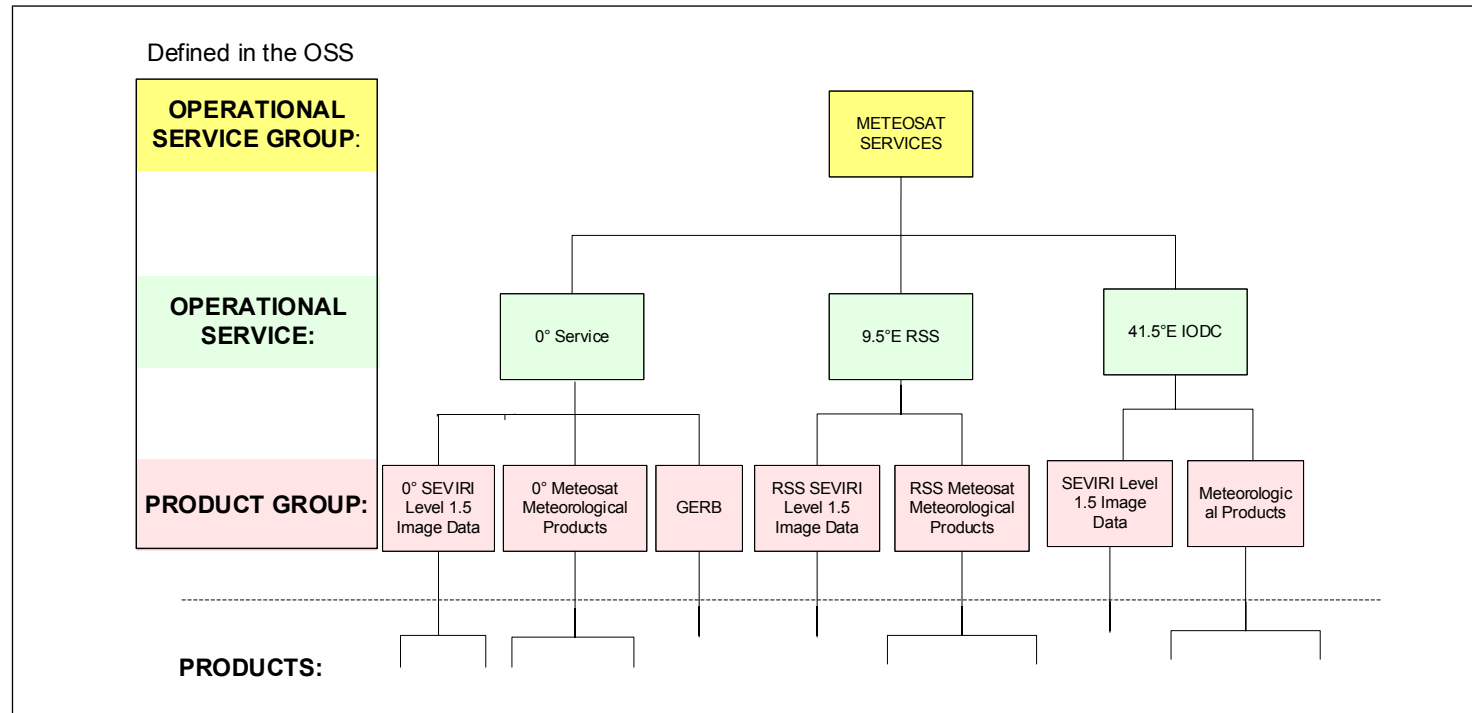 Defined in the OSS
OPERATIONAL
SERVICE GROUP:
METEOSAT
SERVICES
OPERATIONAL
SERVICE:
0° Service
9.5°E RSS
41.5°E IODC
PRODUCT GROUP:
0° SEVIRI
Level 1.5
Image Data
0° Meteosat
Meteorological
Products
GERB
RSS SEVIRI
Level 1.5
Image Data
RSS Meteosat
Meteorological
Products
SEVIRI Level
1.5 Image
Data
Meteorologic
al Products
PRODUCTS: